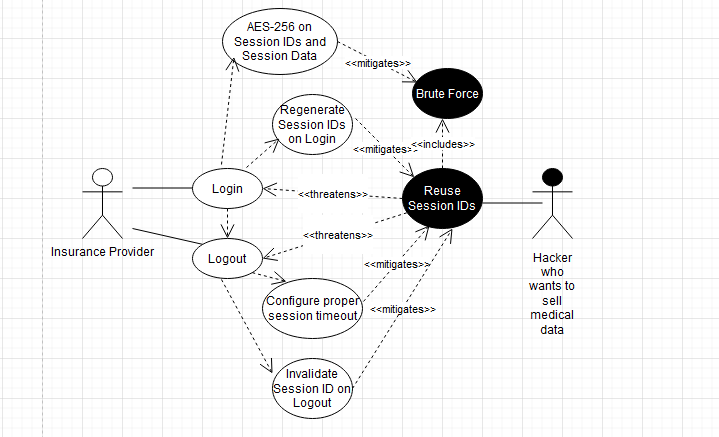 AES-256 on
Session IDs and
Session Data
<<mitigates>>
Brute Force
Regenerate
Session IDs
on Login
<<mitigates>>
<<includes>>
Login
<<threatens>>
Reuse
Session IDs
Insurance Provider
Logout
<<threatens>>
<<mitigates>>
Hacker
who
wants to
sell
medical
data
Configure proper
session timeout
<<mitigates>>
Invalidate
Session ID on
Logout